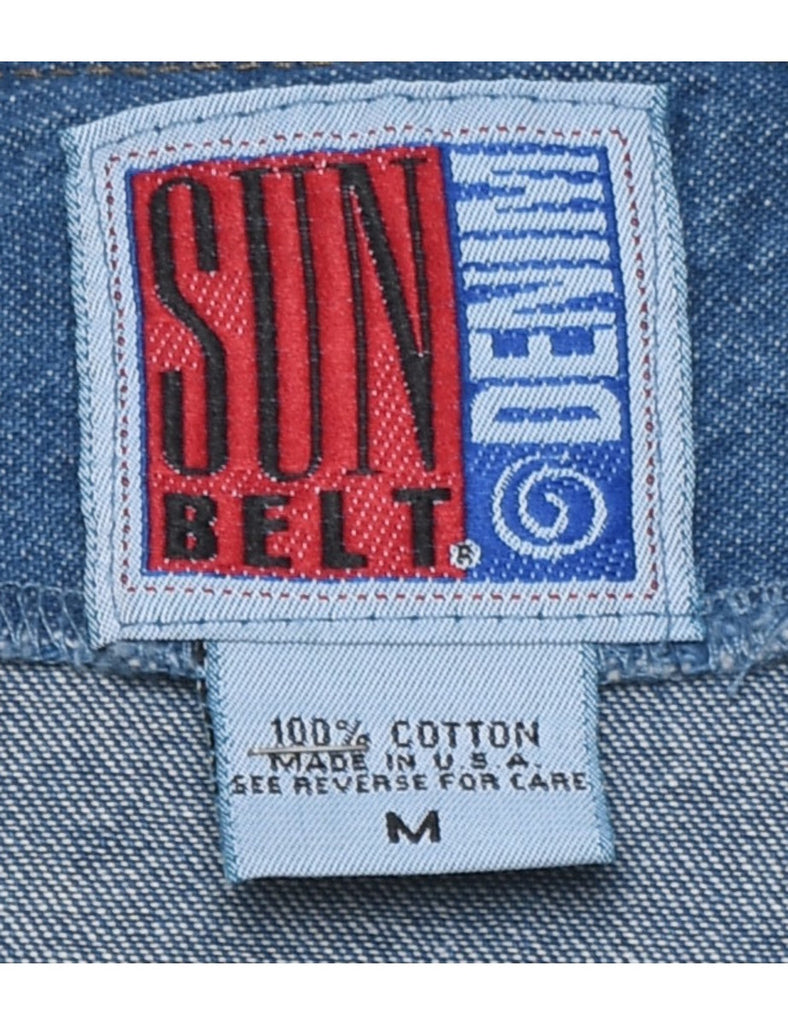 SUN
BELT®
DENIM
100% COTTON
MADE IN U.S.A.
SEE REVERSE FOR CARE
M